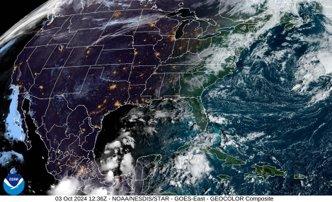 03 Oct 2024 12:36Z - NOAA/NESDIS/STAR - GOES-East - GEOCOLOR Composite